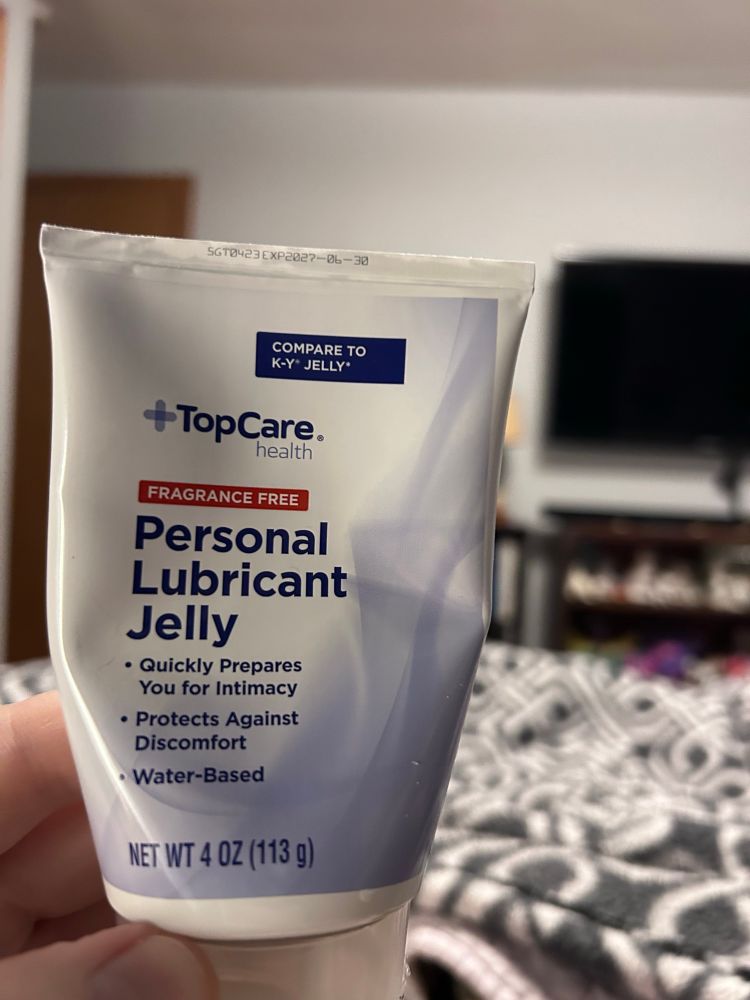 SGT0423 EXP2027-06-30
COMPARE TO
K-Y® JELLY*
TopCare®
health
FRAGRANCE FREE
Personal
Lubricant
Jelly
• Quickly Prepares
You for Intimacy
• Protects Against
Discomfort
• Water-Based
NET WT 4 OZ (113 g)